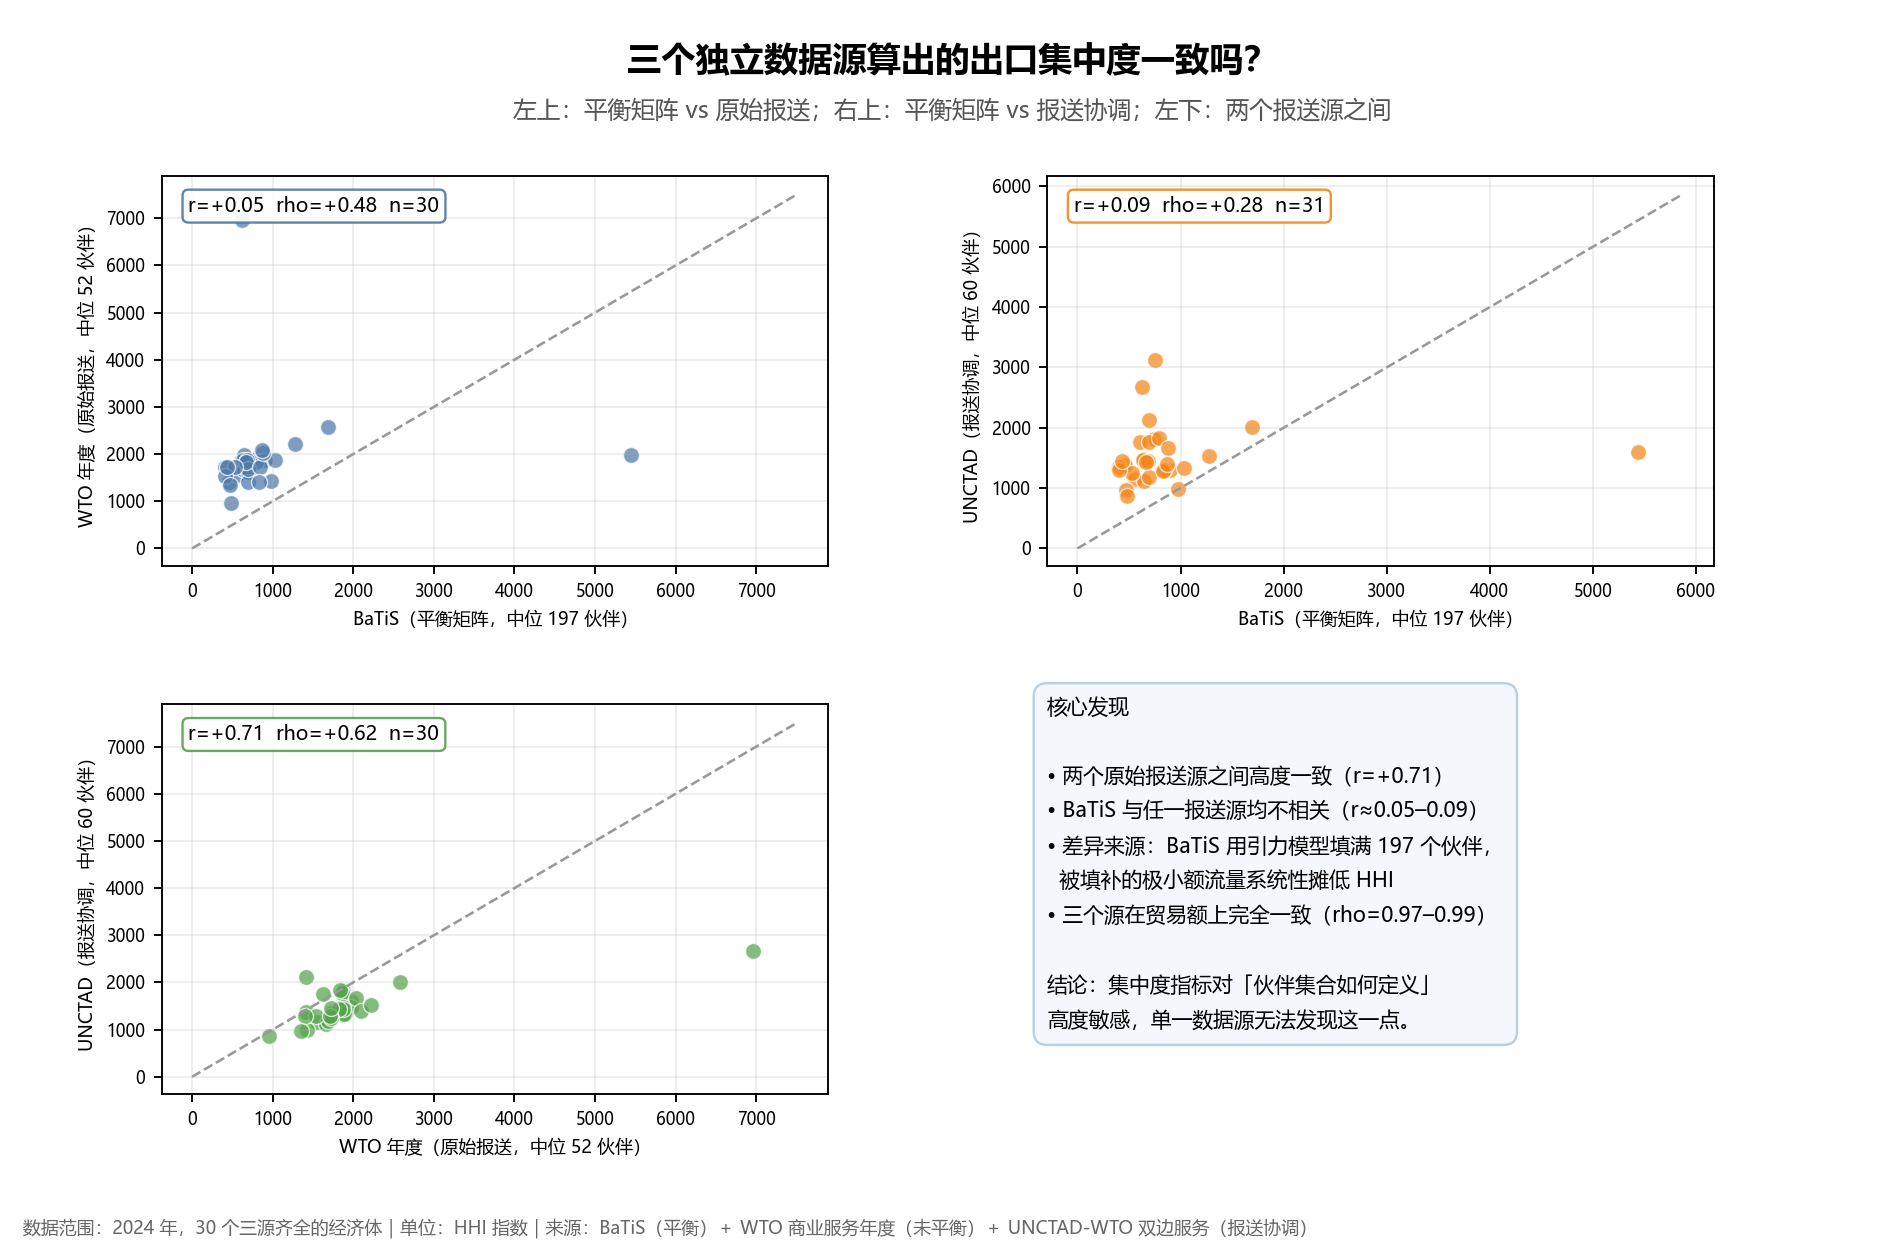 三个独立数据源算出的出口集中度一致吗？
左上：平衡矩阵 vs 原始报送；右上：平衡矩阵 vs 报送协调；左下：两个报送源之间
r=+0.05 rho=+0.48 n=30
WTO 年度（原始报送，中位 52 伙伴）
7000
6000
5000
4000
3000
2000
1000
0
0 1000 2000 3000 4000 5000 6000 7000
BaTiS（平衡矩阵，中位 197 伙伴）
r=+0.09 rho=+0.28 n=31
UNCTAD（报送协调，中位 60 伙伴）
6000
5000
4000
3000
2000
1000
0
0 1000 2000 3000 4000 5000 6000
BaTiS（平衡矩阵，中位 197 伙伴）
r=+0.71 rho=+0.62 n=30
UNCTAD（报送协调，中位 60 伙伴）
7000
6000
5000
4000
3000
2000
1000
0
0 1000 2000 3000 4000 5000 6000 7000
WTO 年度（原始报送，中位 52 伙伴）
核心发现
• 两个原始报送源之间高度一致（r=+0.71）
• BaTiS 与任一报送源均不相关（r≈0.05–0.09）
• 差异来源：BaTiS 用引力模型填满 197 个伙伴，
被填补的极小额流量系统性摊低 HHI
• 三个源在贸易额上完全一致（rho=0.97–0.99）
结论：集中度指标对「伙伴集合如何定义」
高度敏感，单一数据源无法发现这一点。
数据范围：2024 年，30 个三源齐全的经济体 | 单位：HHI 指数 | 来源：BaTiS（平衡）+ WTO 商业服务年度（未平衡）+ UNCTAD-WTO 双边服务（报送协调）